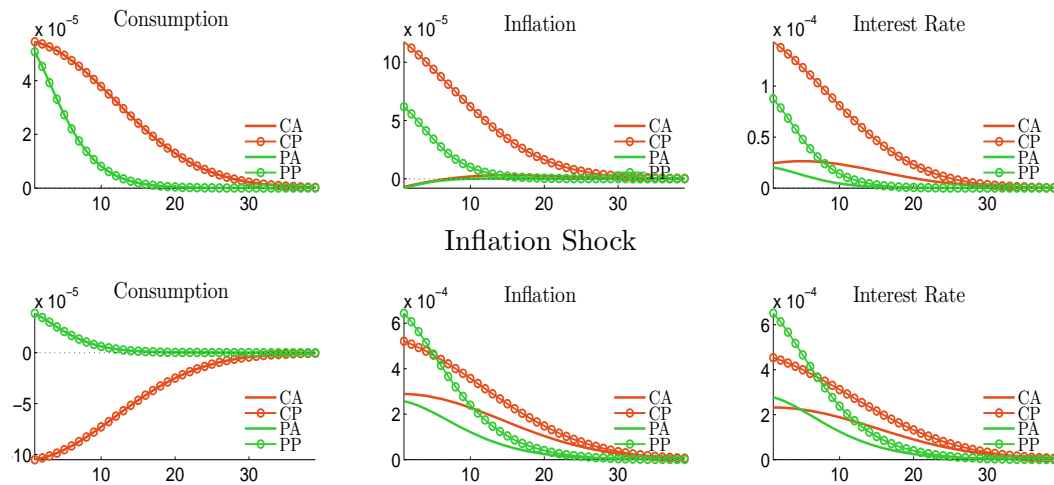 Consumption
Inflation
Interest Rate
x 10⁻⁵
x 10⁻⁵
x 10⁻⁴
4
2
0
10
5
0
1
0.5
0
CA
CP
PA
PP
CA
CP
PA
PP
CA
CP
PA
PP
10 20 30
10 20 30
10 20 30
Inflation Shock
Consumption
Inflation
Interest Rate
x 10⁻⁵
x 10⁻⁴
x 10⁻⁴
0
−5
10
6
4
2
0
6
4
2
0
CA
CP
PA
PP
CA
CP
PA
PP
CA
CP
PA
PP
10 20 30
10 20 30
10 20 30